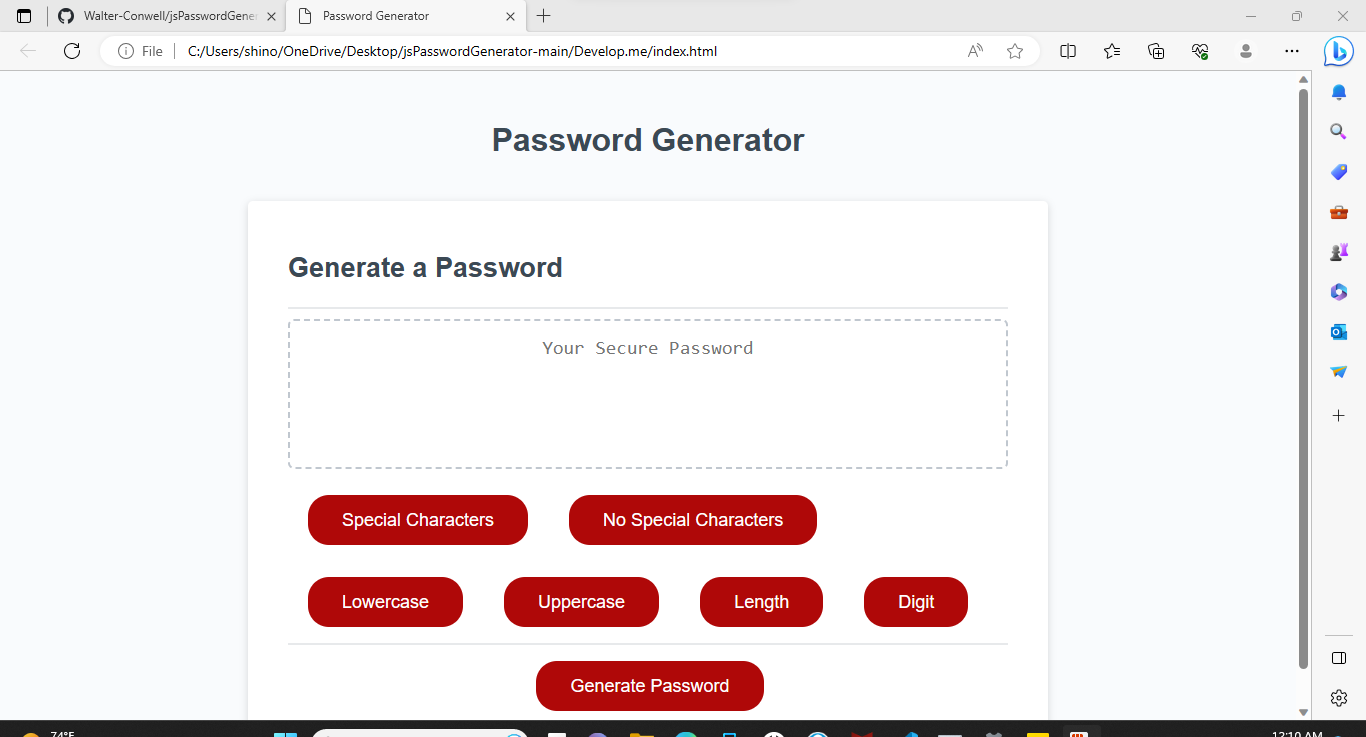 Walter-Conwell/jsPasswordGene
Password Generator
File
C:/Users/shino/OneDrive/Desktop/jsPasswordGenerator-main/Develop.me/index.html
Password Generator
Generate a Password
Your Secure Password
Special Characters
No Special Characters
Lowercase
Uppercase
Length
Digit
Generate Password
74°F
12:10 AM